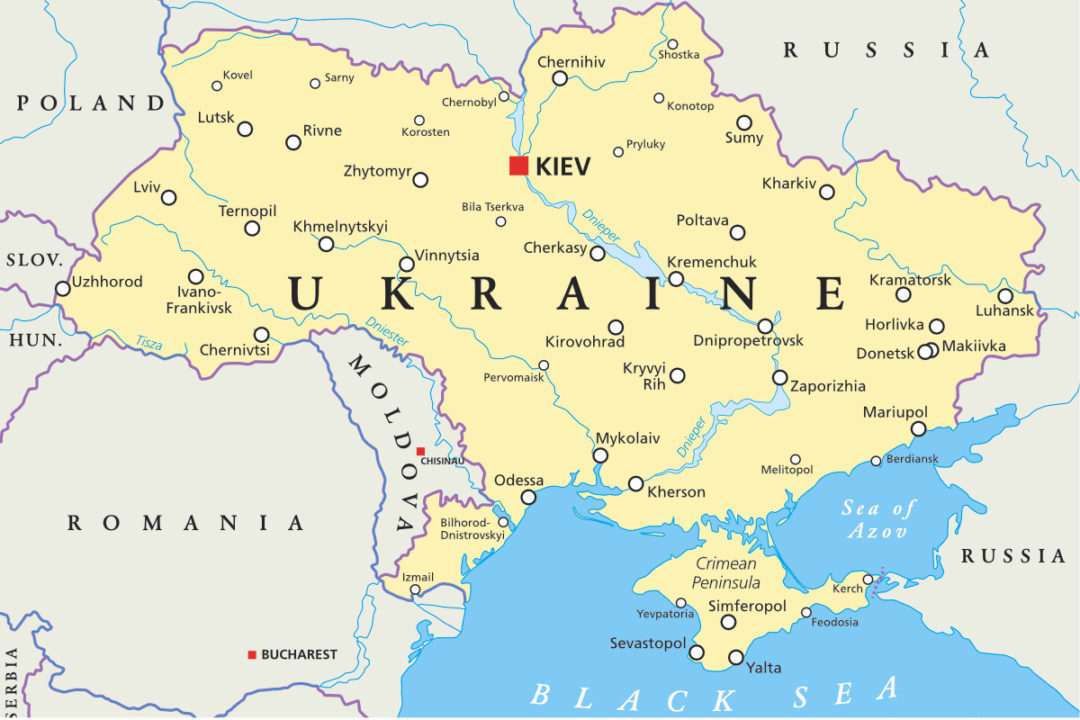 Shostka
RUSSIA
Chernihiv
Kovel
Sarny
POLAND
Chernobyl
Konotop
Lutsk
Rivne
Korosten
Sumy
Pryluky
KIEV
Zhytomyr
Lviv
Kharkiv
Ternopil
Bila Tserkva
Dnieper
Poltava
Khmelnytskyi
Cherkasy
SLOV.
Vinnytsia
Kremenchuk
Uzhhorod
Ivano-
Frankivsk
UKRAINE
Kramatorsk
Luhansk
HUN.
Tisza
Dniester
Horlivka
Chernivtsi
Kirovohrad
Dnipropetrovsk
Donetsk
Makiivka
MOLDOVA
Pervomaisk
Kryvyi
Rih
Zaporizhia
Mariupol
Dnieper
Mykolaiv
CHISINAU
Melitopol
Berdiansk
Odessa
Kherson
ROMANIA
Bilhorod-
Dnistrovskyi
Sea of
Azov
RUSSIA
Izmail
Crimean
Peninsula
Kerch
Yevpatoria
Simferopol
Feodosia
Sevastopol
BUCHAREST
Yalta
SERBIA
BLACK SEA